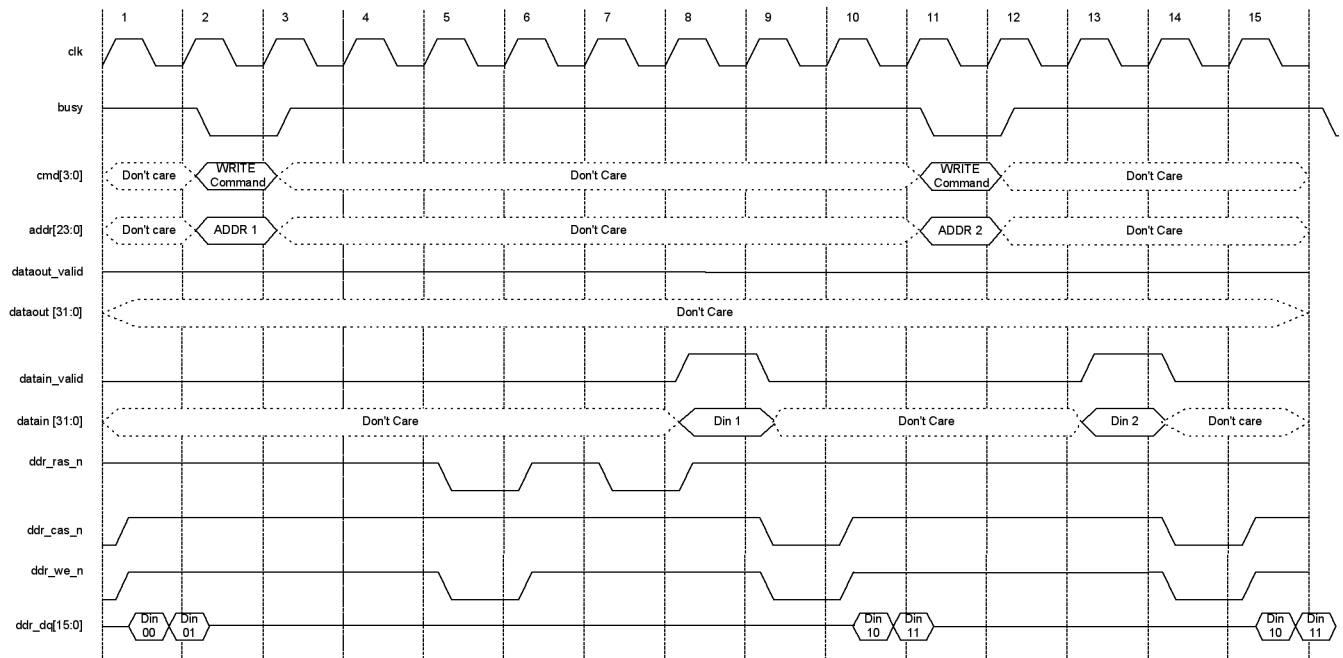 1 2 3 4 5 6 7 8 9 10 11 12 13 14 15
clk
busy
cmd[3:0] Don't care WRITE Command Don't Care WRITE Command Don't Care
addr[23:0] Don't care ADDR 1 Don't Care ADDR 2 Don't Care
dataout_valid
dataout [31:0] Don't Care
datain_valid
datain [31:0] Don't Care Din 1 Don't Care Din 2 Don't care
ddr_ras_n
ddr_cas_n
ddr_we_n
ddr_dq[15:0] Din 00 Din 01 Din 10 Din 11 Din 10 Din 11